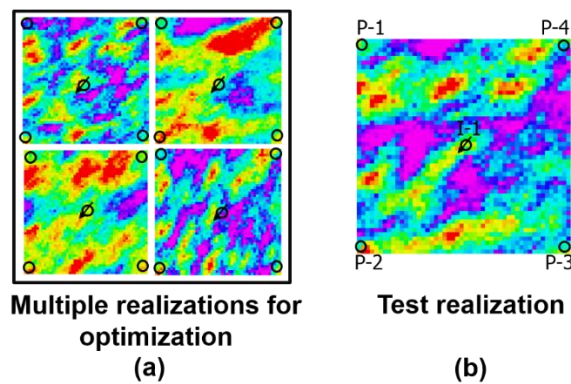 P-1
P-4
I-1
P-2
P-3
Multiple realizations for
optimization
(a)
Test realization
(b)